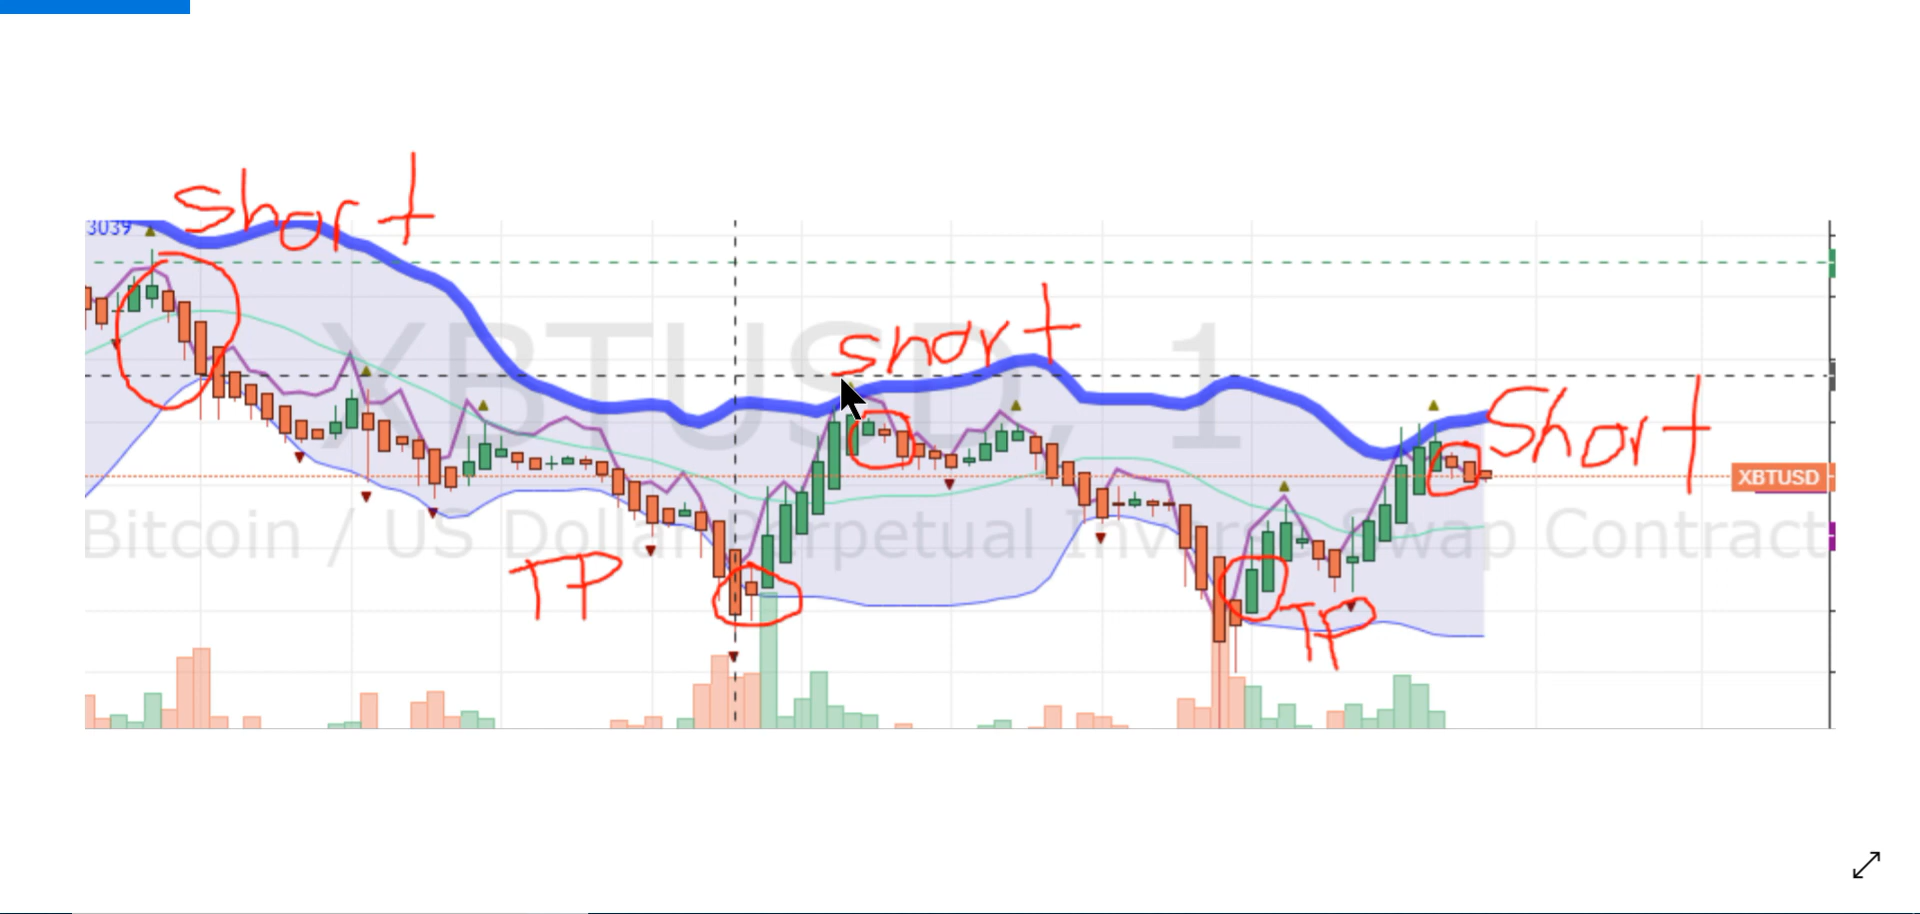 short
3039
short
XBTUSD, 1
Short
XBTUSD
Bitcoin / US Dollar Perpetual Inverse Swap Contract
TP
TP